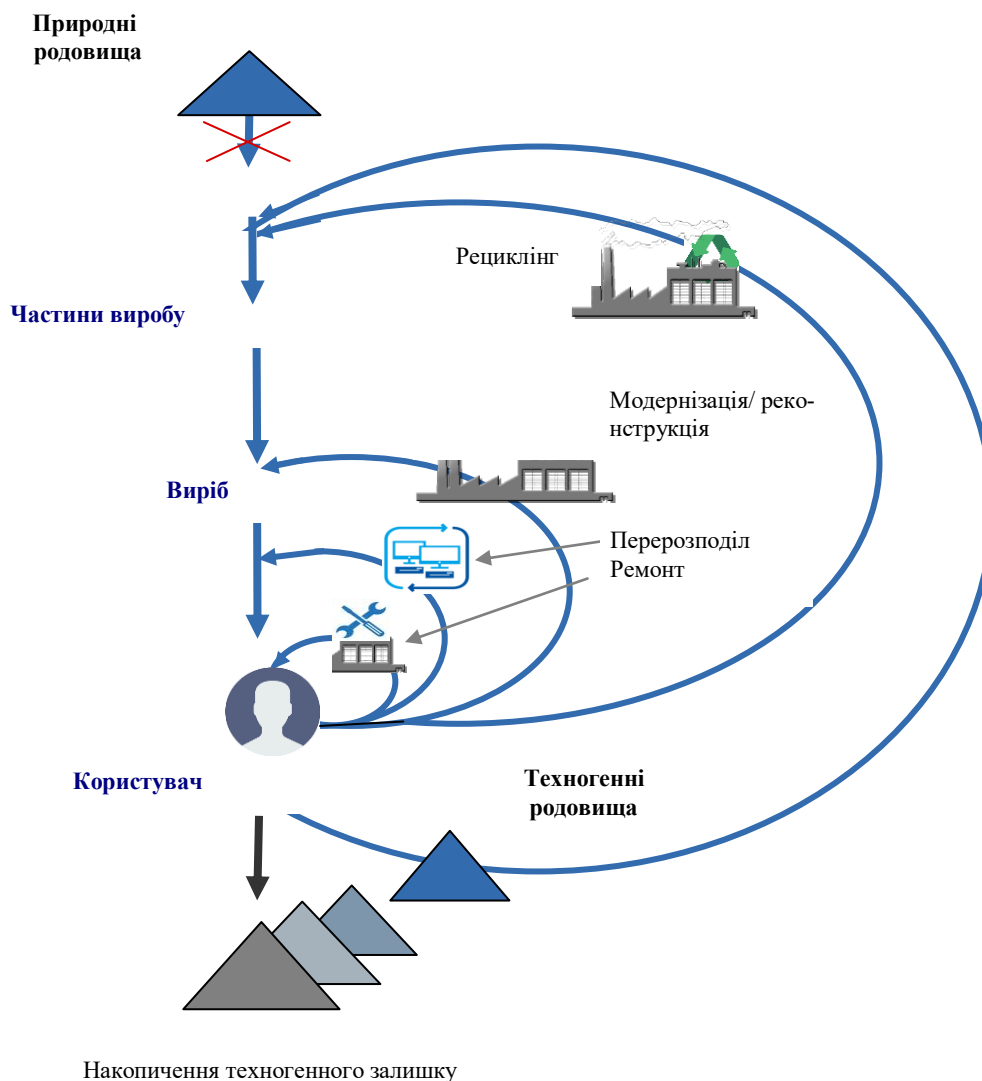 Природні
родовища
Рециклінг
Частини виробу
Модернізація/ реко-
нструкція
Виріб
Перерозподіл
Ремонт
Користувач
Техногенні
родовища
Накопичення техногенного залишку